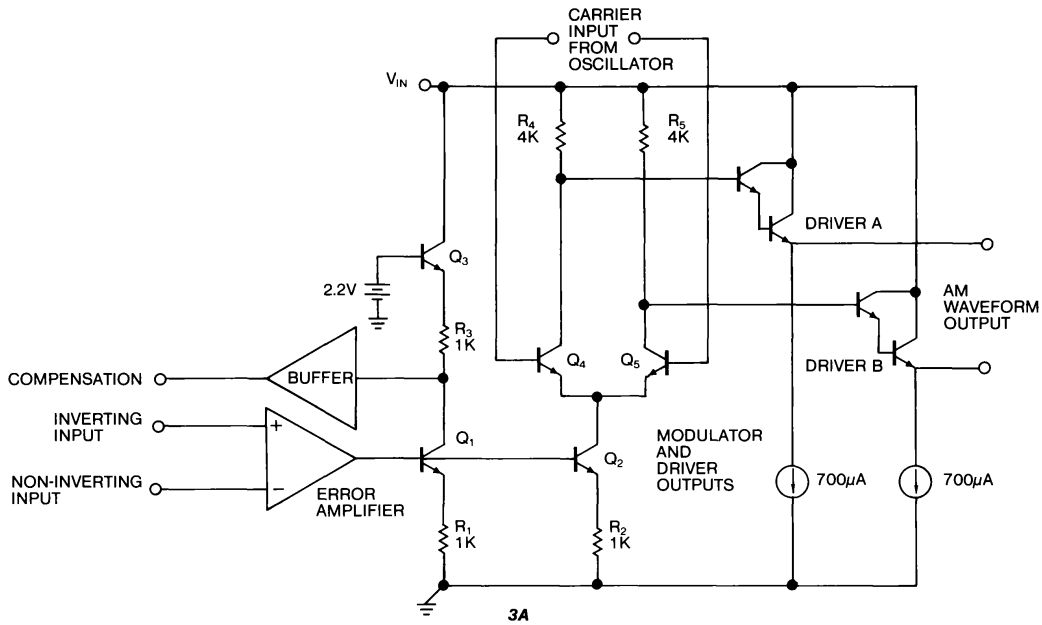 CARRIER
INPUT
FROM
OSCILLATOR
VIN
R4
4K
R5
4K
DRIVER A
Q3
2.2V
R3
1K
AM
WAVEFORM
OUTPUT
Q4
Q5
DRIVER B
COMPENSATION
BUFFER
INVERTING
INPUT
+
Q1
Q2
MODULATOR
AND
DRIVER
OUTPUTS
NON-INVERTING
INPUT
−
ERROR
AMPLIFIER
700µA
700µA
R1
1K
R2
1K
3A